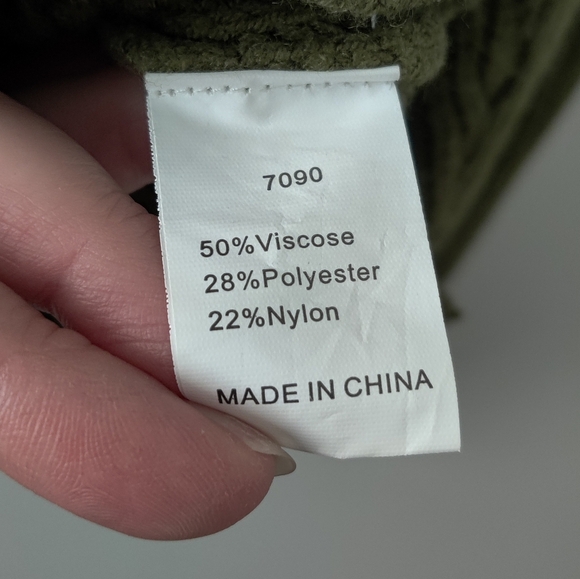 7090
50%Viscose
28%Polyester
22%Nylon
MADE IN CHINA